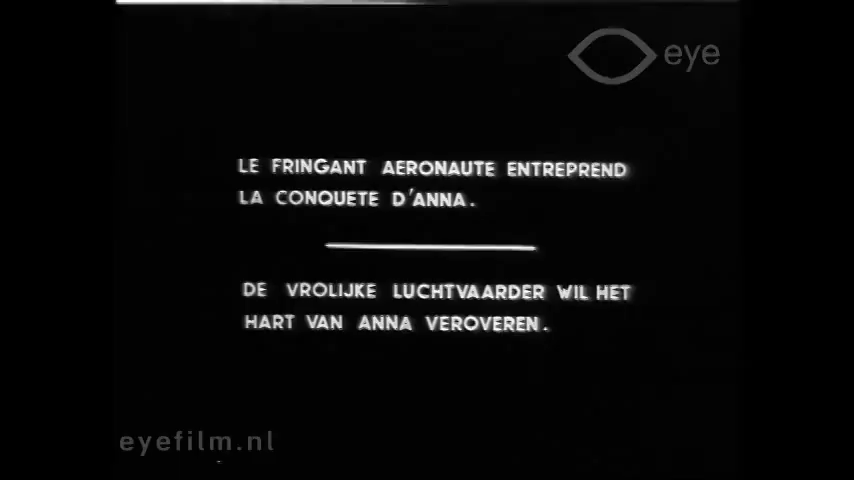 eye
LE FRINGANT AERONAUTE ENTREPREND
LA CONQUETE D'ANNA.
DE VROLIJKE LUCHTVAARDER WIL HET
HART VAN ANNA VEROVEREN.
eyefilm.nl